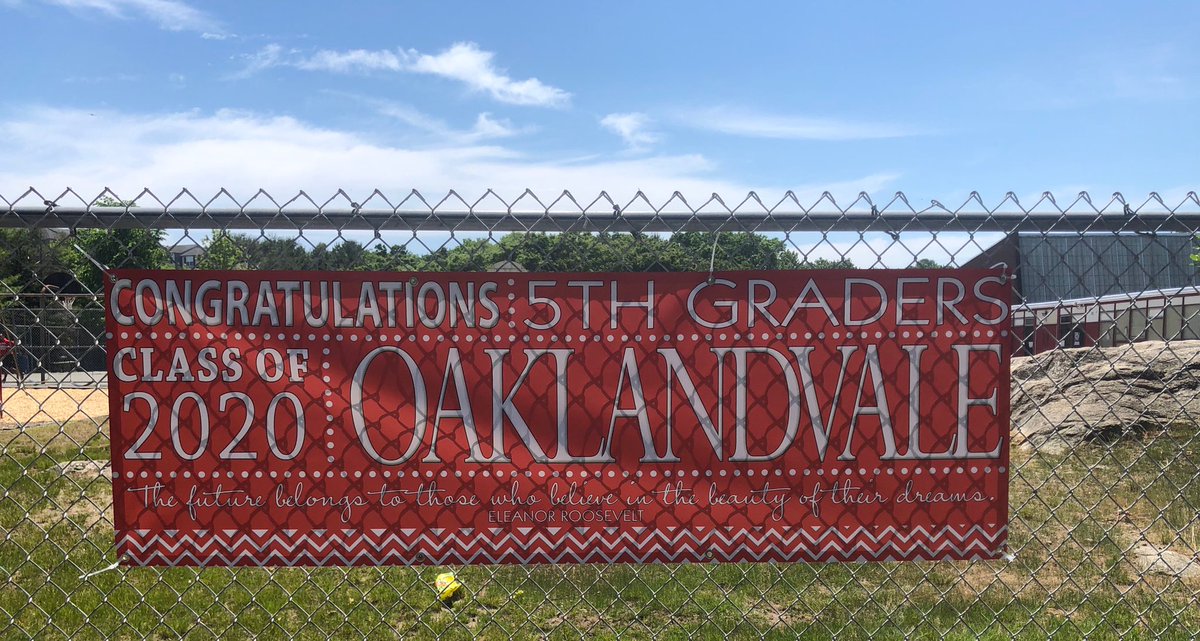 CONGRATULATIONS 5TH GRADERS
CLASS OF
2020
OAKLANDVALE
The future belongs to those who believe in the beauty of their dreams.
ELEANOR ROOSEVELT